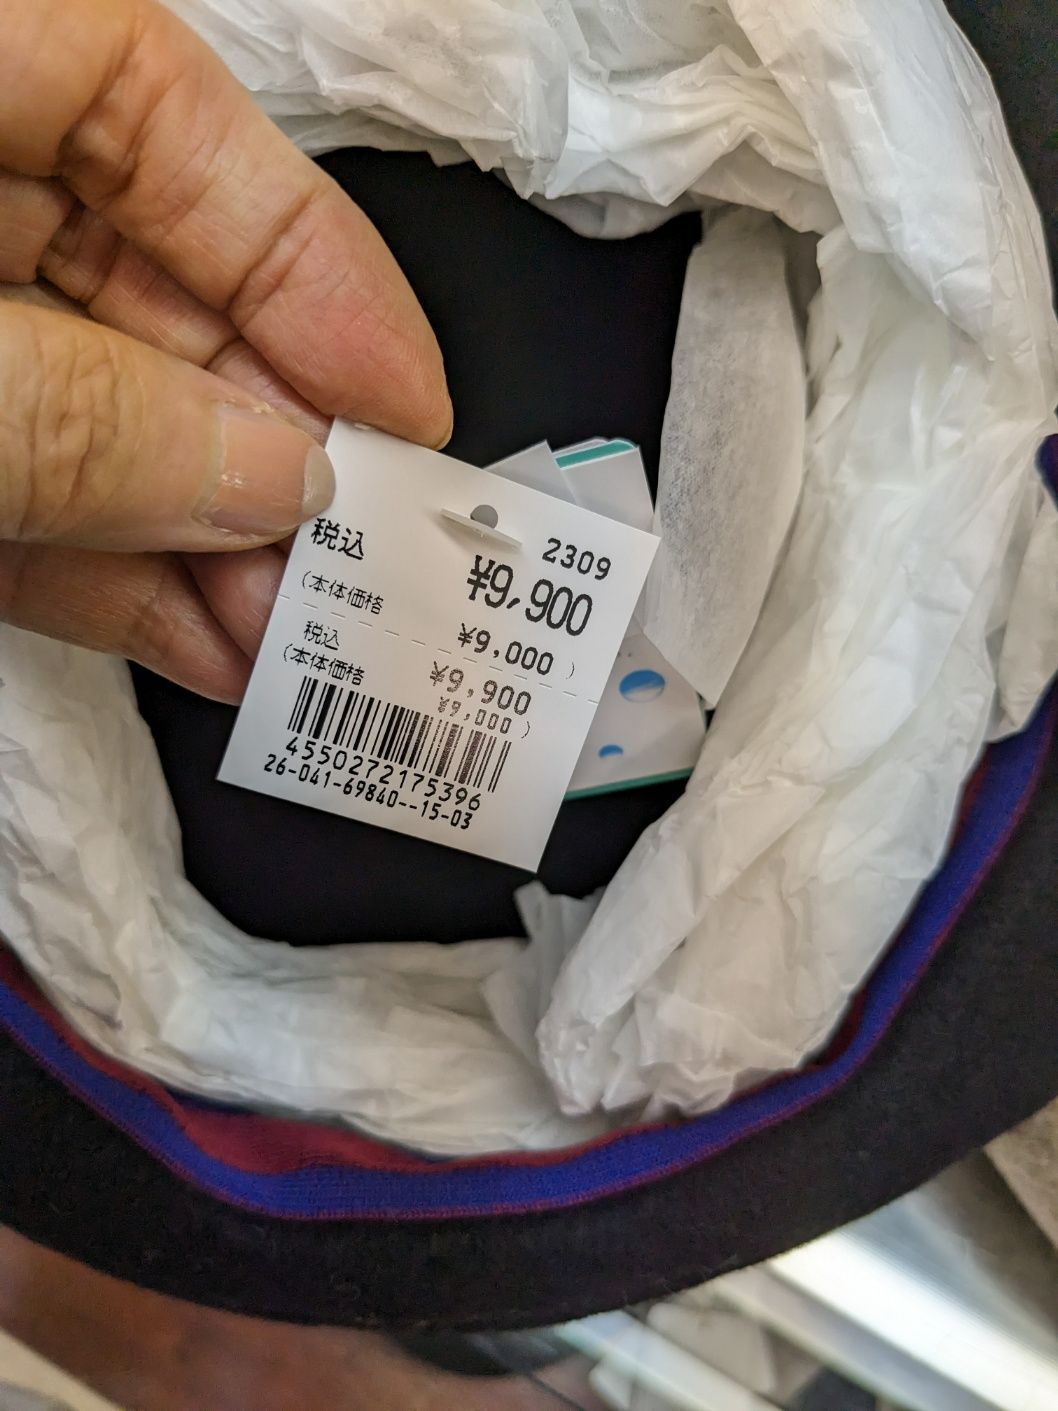 2309
税込 ¥9,900
(本体価格 ¥9,000)
税込 ¥9,900
(本体価格 ¥9,000)
4550272175396
26-041-69840--15-03